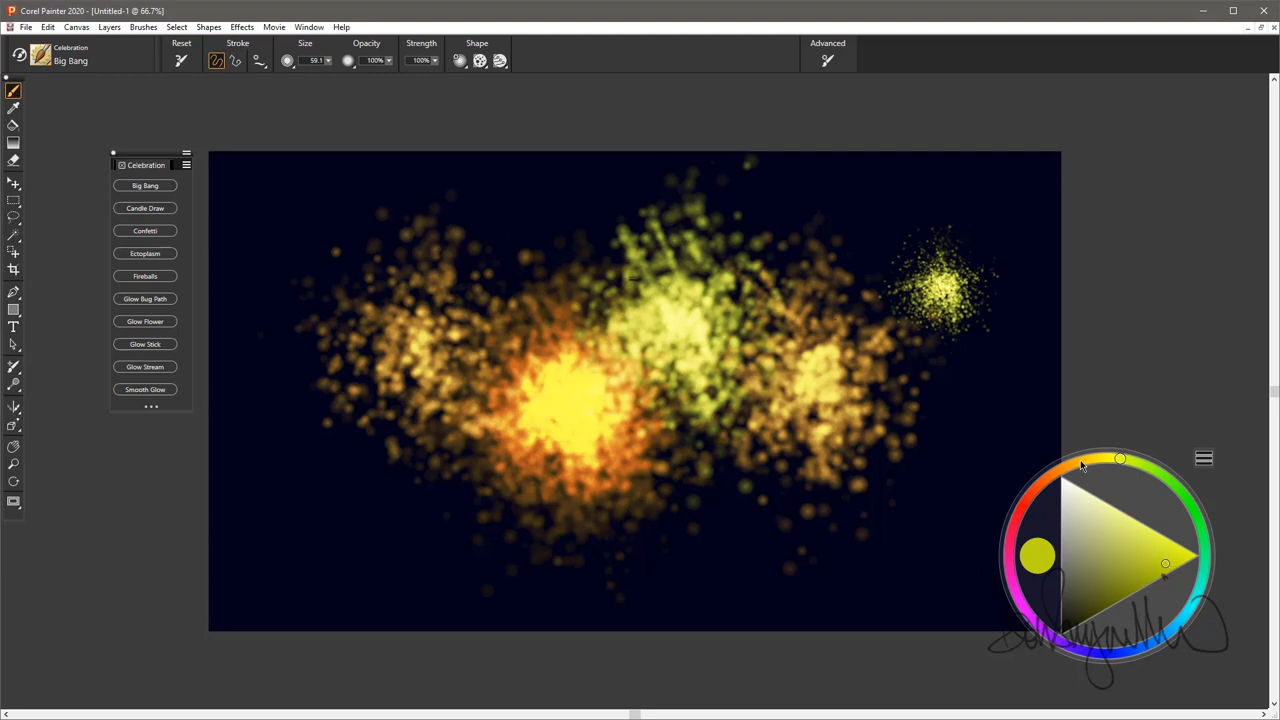 Corel Painter 2020 - [Untitled-1 @ 66.7%]
File Edit Canvas Layers Brushes Select Shapes Effects Movie Window Help
Celebration
Big Bang
Reset Stroke Size Opacity Strength Shape Advanced
59.1 100% 100%
Celebration
Big Bang
Candle Draw
Confetti
Ectoplasm
Fireballs
Glow Bug Path
Glow Flower
Glow Stick
Glow Stream
Smooth Glow